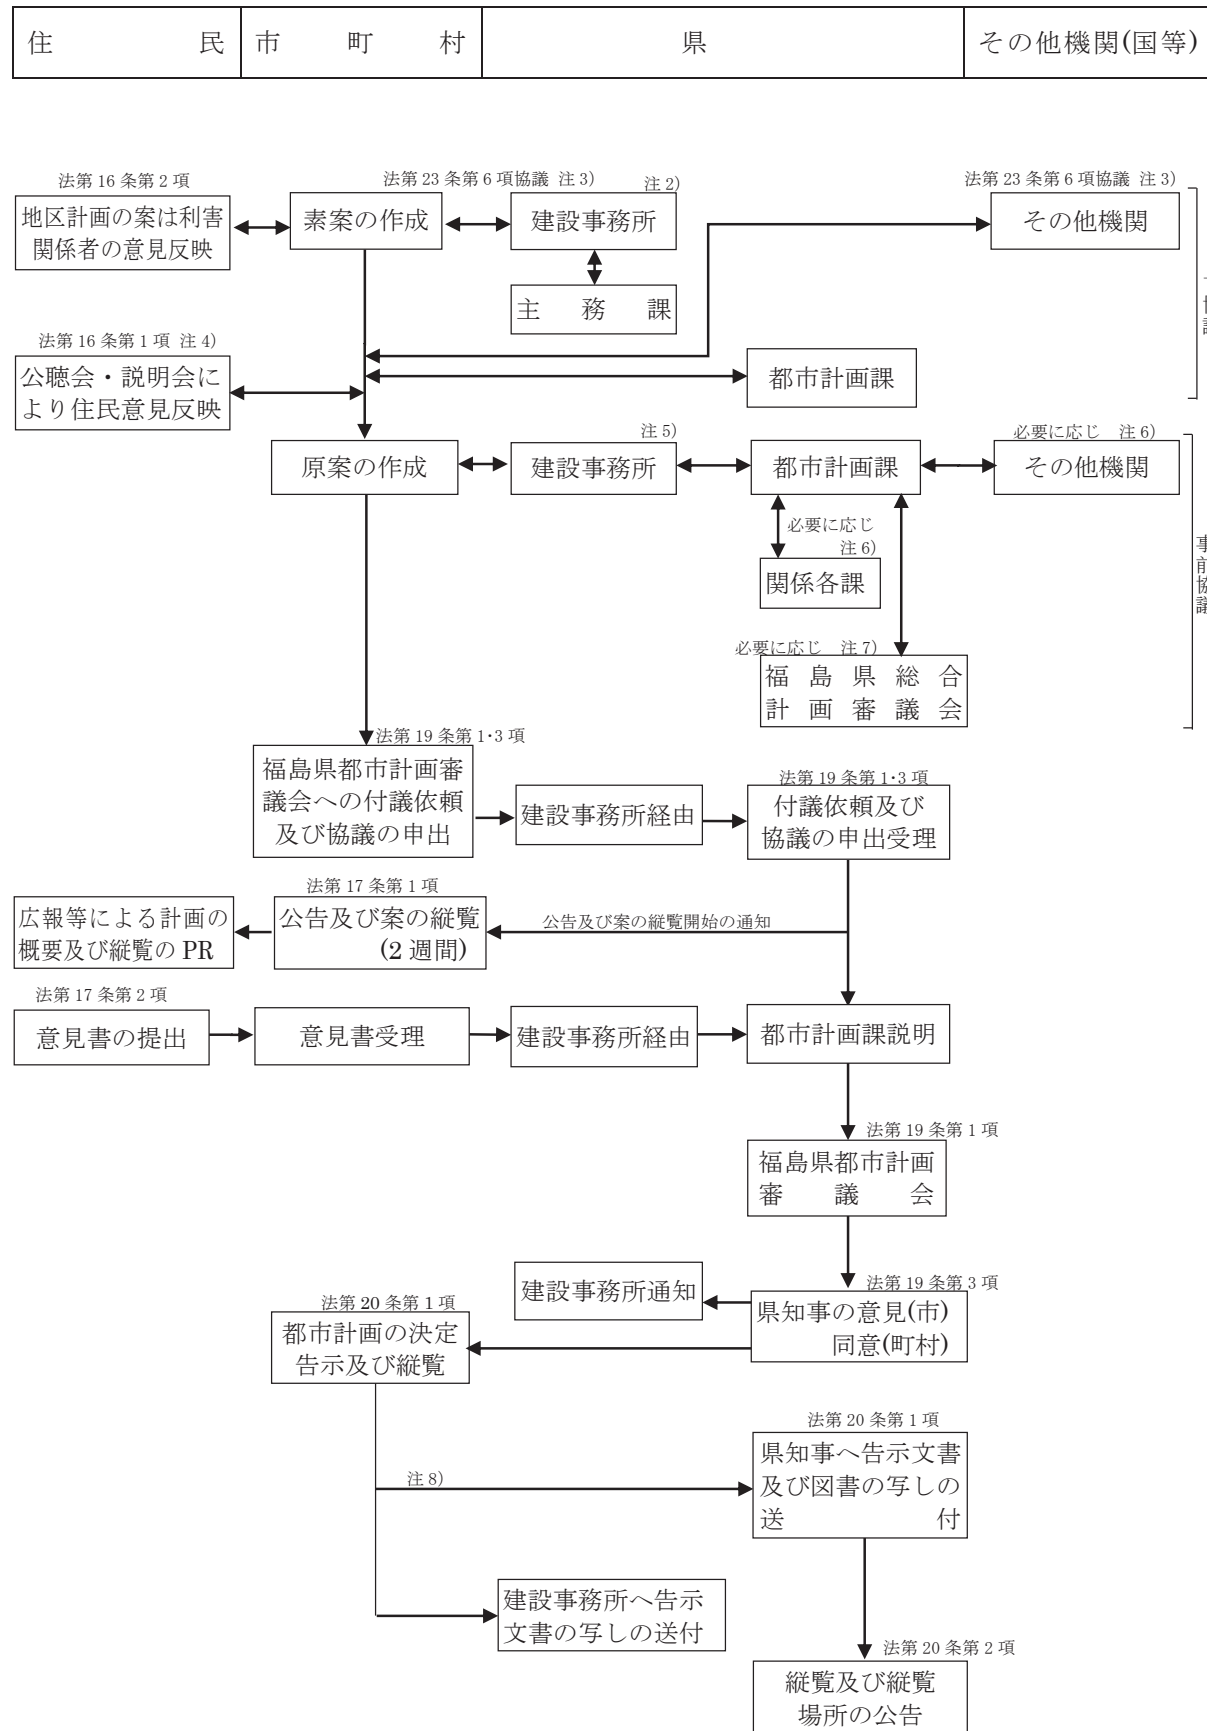 住 民 市 町 村 県 その他機関(国等)
法第16条第2項 法第23条第6項協議 注3) 注2) 法第23条第6項協議 注3)
地区計画の案は利害
関係者の意見反映
素案の作成
建設事務所
その他機関
主務課
法第16条第1項 注4)
公聴会・説明会に
より住民意見反映
都市計画課
注5) 必要に応じ 注6)
原案の作成
建設事務所
都市計画課
その他機関
必要に応じ
注6)
関係各課
事前協議
必要に応じ 注7)
福島県総合
計画審議会
法第19条第1・3項
福島県都市計画審
議会への付議依頼
及び協議の申出
建設事務所経由
法第19条第1・3項
付議依頼及び
協議の申出受理
法第17条第1項
広報等による計画の
概要及び縦覧のPR
公告及び案の縦覧
(2週間)
公告及び案の縦覧開始の通知
法第17条第2項
意見書の提出
意見書受理
建設事務所経由
都市計画課説明
法第19条第1項
福島県都市計画
審議会
建設事務所通知
法第19条第3項
県知事の意見(市)
同意(町村)
法第20条第1項
都市計画の決定
告示及び縦覧
法第20条第1項
県知事へ告示文書
及び図書の写しの
送付
注8)
建設事務所へ告示
文書の写しの送付
法第20条第2項
縦覧及び縦覧
場所の公告